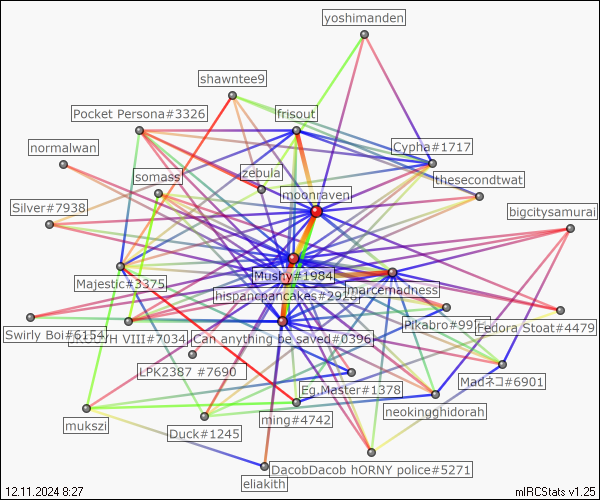 yoshimanden
shawntee9
Pocket Persona#3326
frisout
normalwan
Cypha#1717
somass
zebula
thesecondtwat
moonraven
Silver#7938
bigcitysamurai
Mushy#1984
Majestic#3375
marcemadness
hispancpancakes#2926
Pikabro#99
Fedora Stoat#4479
Swirly Boi#6154
VIII#7034
Can anything be saved#0396
LPK2387 #7690
Madネコ#6901
Eg.Master#1378
neokingghidorah
mukszi
ming#4742
Duck#1245
DacobDacob hORNY police#5271
eliakith
12.11.2024 8:27
mIRCStats v1.25